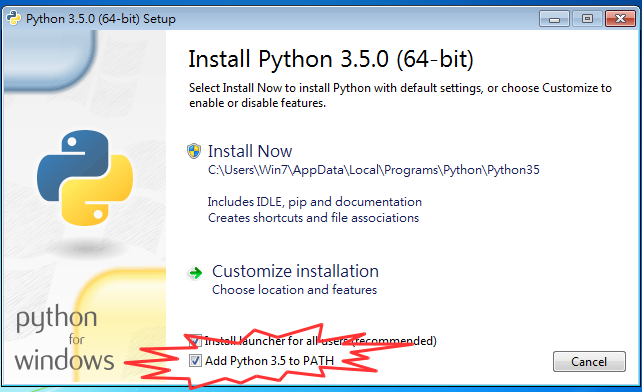 Python 3.5.0 (64-bit) Setup
Install Python 3.5.0 (64-bit)
Select Install Now to install Python with default settings, or choose Customize to
enable or disable features.
Install Now
C:\Users\Win7\AppData\Local\Programs\Python\Python35
Includes IDLE, pip and documentation
Creates shortcuts and file associations
Customize installation
Choose location and features
Install launcher for all users (recommended)
Add Python 3.5 to PATH
Cancel
python
for
windows